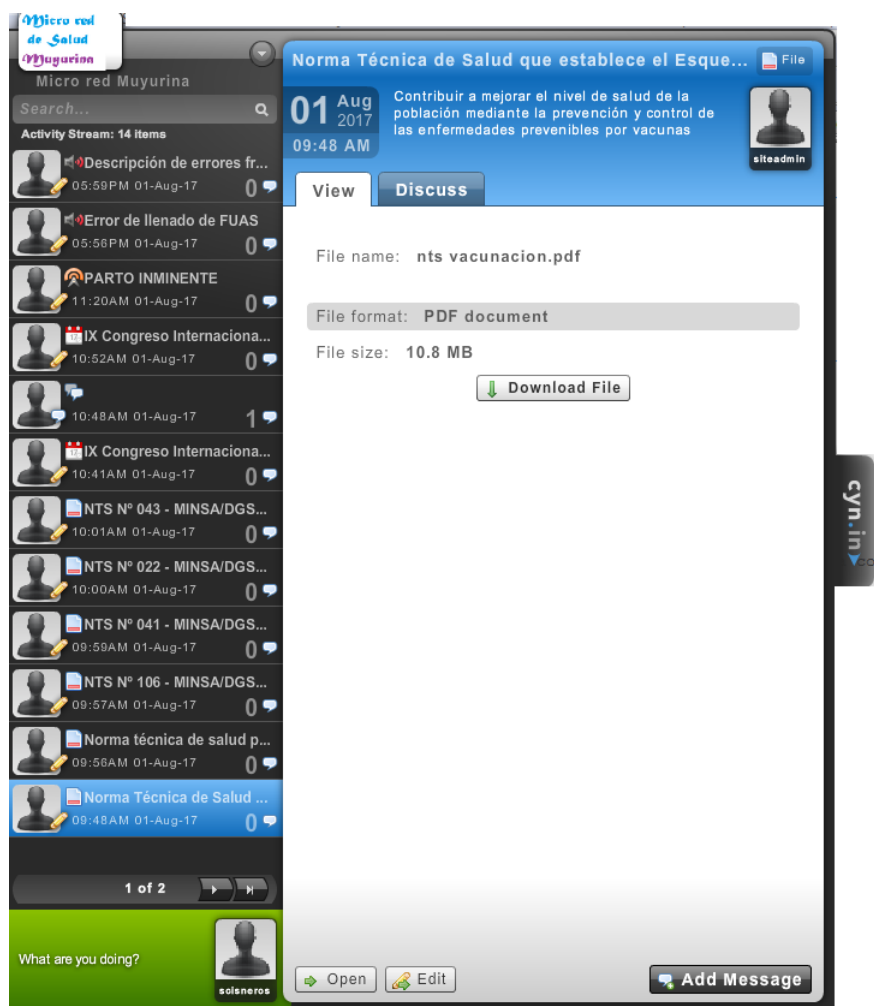 Micro red
de Salud
Muyurina
Micro red Muyurina
Search...
Activity Stream: 14 items
Descripción de errores fr...
05:59PM 01-Aug-17 0
Error de llenado de FUAS
05:56PM 01-Aug-17 0
PARTO INMINENTE
11:20AM 01-Aug-17 0
IX Congreso Internaciona...
10:52AM 01-Aug-17 0
10:48AM 01-Aug-17 1
IX Congreso Internaciona...
10:41AM 01-Aug-17 0
NTS Nº 043 - MINSA/DGS...
10:01AM 01-Aug-17 0
NTS Nº 022 - MINSA/DGS...
10:00AM 01-Aug-17 0
NTS Nº 041 - MINSA/DGS...
09:59AM 01-Aug-17 0
NTS Nº 106 - MINSA/DGS...
09:57AM 01-Aug-17 0
Norma técnica de salud p...
09:56AM 01-Aug-17 0
Norma Técnica de Salud ...
09:48AM 01-Aug-17 0
1 of 2
What are you doing?
scisneros
Norma Técnica de Salud que establece el Esque... File
01 Aug 2017
09:48 AM
Contribuir a mejorar el nivel de salud de la
población mediante la prevención y control de
las enfermedades prevenibles por vacunas
siteadmin
View Discuss
File name: nts vacunacion.pdf
File format: PDF document
File size: 10.8 MB
Download File
Open Edit Add Message
cyn.in